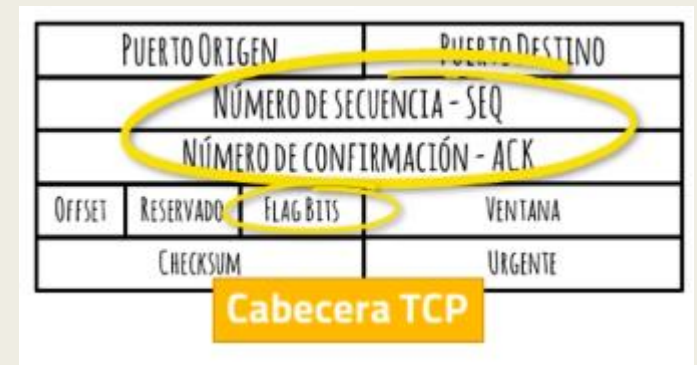 PUERTO ORIGEN PUERTO DESTINO
NÚMERO DE SECUENCIA - SEQ
NÚMERO DE CONFIRMACIÓN - ACK
OFFSET RESERVADO FLAG BITS VENTANA
CHECKSUM URGENTE
Cabecera TCP